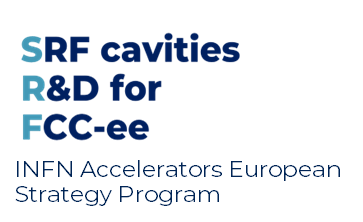 SRF cavities
R&D for
FCC-ee
INFN Accelerators European
Strategy Program